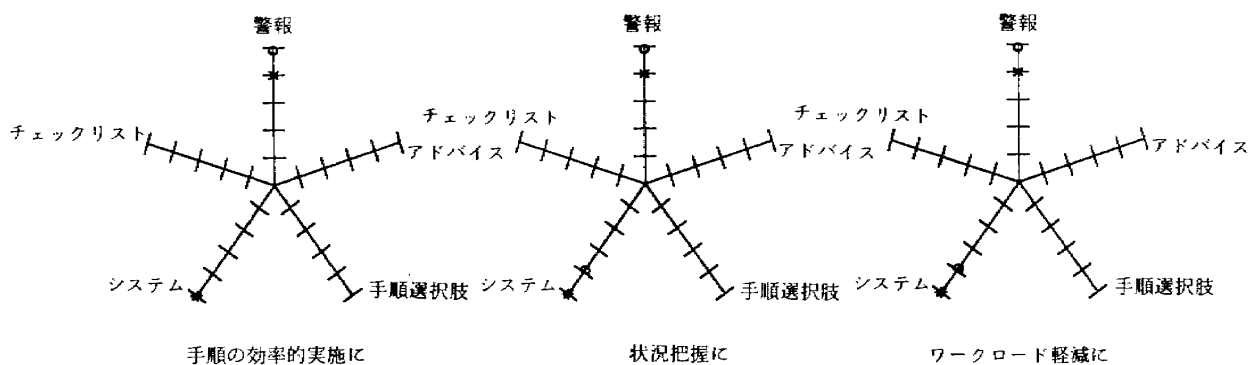 警報
警報
警報
チェックリスト
アドバイス
チェックリスト
アドバイス
チェックリスト
アドバイス
システム
手順選択肢
システム
手順選択肢
システム
手順選択肢
手順の効率的実施に
状況把握に
ワークロード軽減に